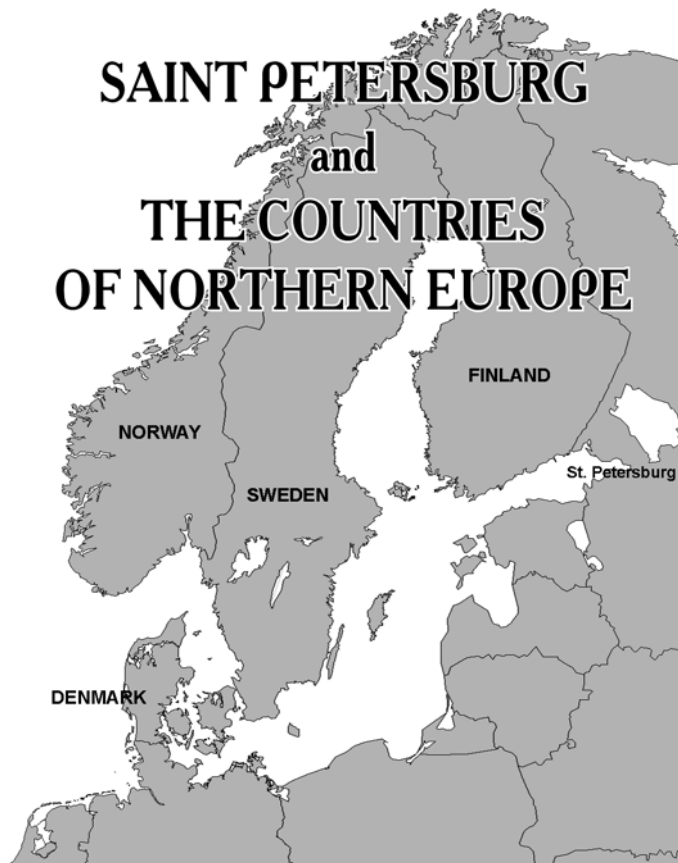 SAINT PETERSBURG
and
THE COUNTRIES
OF NORTHERN EUROPE
FINLAND
NORWAY
St. Petersburg
SWEDEN
DENMARK